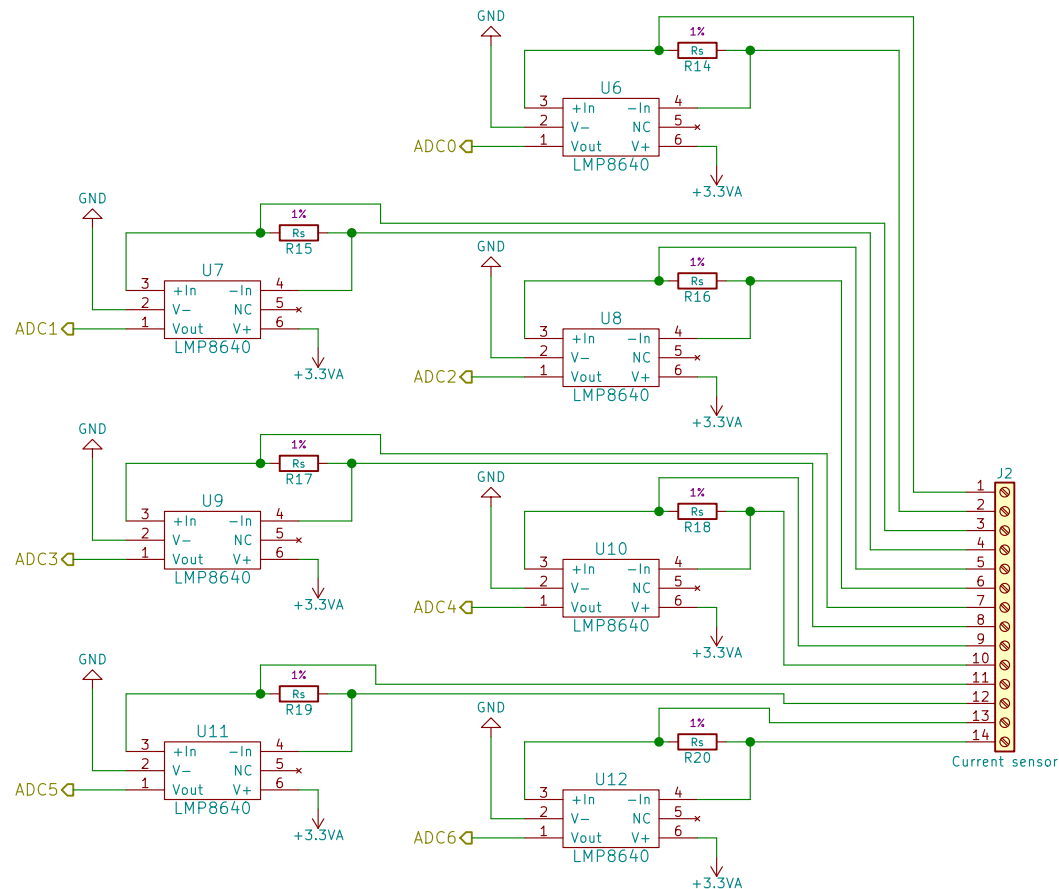 GND
1%
Rs
R14
U6
3 +In -In 4
2 V- NC 5
1 Vout V+ 6
ADC0
LMP8640
+3.3VA
GND
1%
Rs
R15
U7
3 +In -In 4
2 V- NC 5
1 Vout V+ 6
ADC1
LMP8640
+3.3VA
GND
1%
Rs
R16
U8
3 +In -In 4
2 V- NC 5
1 Vout V+ 6
ADC2
LMP8640
+3.3VA
GND
1%
Rs
R17
U9
3 +In -In 4
2 V- NC 5
1 Vout V+ 6
ADC3
LMP8640
+3.3VA
GND
1%
Rs
R18
U10
3 +In -In 4
2 V- NC 5
1 Vout V+ 6
ADC4
LMP8640
+3.3VA
GND
1%
Rs
R19
U11
3 +In -In 4
2 V- NC 5
1 Vout V+ 6
ADC5
LMP8640
+3.3VA
GND
1%
Rs
R20
U12
3 +In -In 4
2 V- NC 5
1 Vout V+ 6
ADC6
LMP8640
+3.3VA
J2
1
2
3
4
5
6
7
8
9
10
11
12
13
14
Current sensor